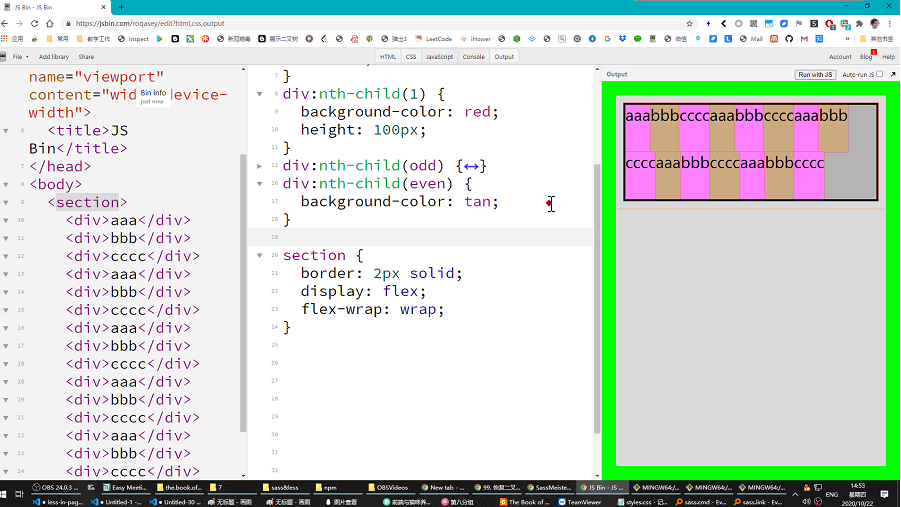 JS Bin
https://jsbin.com/roqasey/edit?html,css,output
应用
常用
教学工作
Inspect
新冠病毒
展示二叉树
弹出3
LeetCode
iHower
微信
Mail
GitHub
其他书签
File
Add library
Share
HTML
CSS
JavaScript
Console
Output
Account
Blog
Help
name="viewport"
content="wid
evice-
width">
Bin info
just now
6 <title>JS
Bin</title>
7 </head>
8 <body>
9 <section>
10 <div>aaa</div>
11 <div>bbb</div>
12 <div>cccc</div>
13 <div>aaa</div>
14 <div>bbb</div>
15 <div>cccc</div>
16 <div>aaa</div>
17 <div>bbb</div>
18 <div>cccc</div>
19 <div>aaa</div>
20 <div>bbb</div>
21 <div>cccc</div>
22 <div>aaa</div>
23 <div>bbb</div>
24 <div>cccc</div>
7 }
8 div:nth-child(1) {
9 background-color: red;
10 height: 100px;
11 }
12 div:nth-child(odd) {↔}
16 div:nth-child(even) {
17 background-color: tan;
18 }
19
20 section {
21 border: 2px solid;
22 display: flex;
23 flex-wrap: wrap;
24 }
25
26
27
28
29
30
31
32
Output
Run with JS
Auto-run JS
aaabbbccccaaabbbccccaaabbb
ccccaaabbbccccaaabbbcccc
OBS 24.0.3
Easy Meeti...
the.book.of...
7
sass&less
npm
OBSVideos
New tab - ...
99. 恢复二叉...
SassMeister...
JS Bin - JS ...
MINGW64:/...
MINGW64:/...
MINGW64:/...
less-in-pag...
Untitled-1 -...
Untitled-30 ...
无标题 - 画图
无标题 - 画图
图片查看
前端与猫咪养...
第八分组
The Book of ...
TeamViewer
styles.css - 记...
sass.cmd - Ev...
sass.link - Ev...
ENG
14:53
星期四
2020/10/22